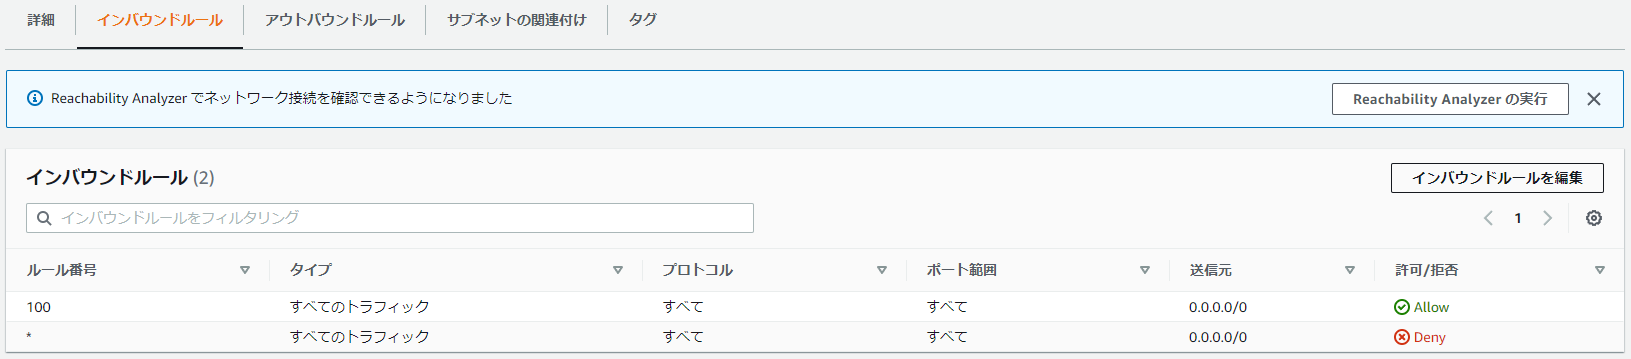 詳細 インバウンドルール アウトバウンドルール サブネットの関連付け タグ
Reachability Analyzer でネットワーク接続を確認できるようになりました Reachability Analyzer の実行
インバウンドルール (2) インバウンドルールを編集
インバウンドルールをフィルタリング 1
ルール番号 タイプ プロトコル ポート範囲 送信元 許可/拒否
100 すべてのトラフィック すべて すべて 0.0.0.0/0 Allow
* すべてのトラフィック すべて すべて 0.0.0.0/0 Deny